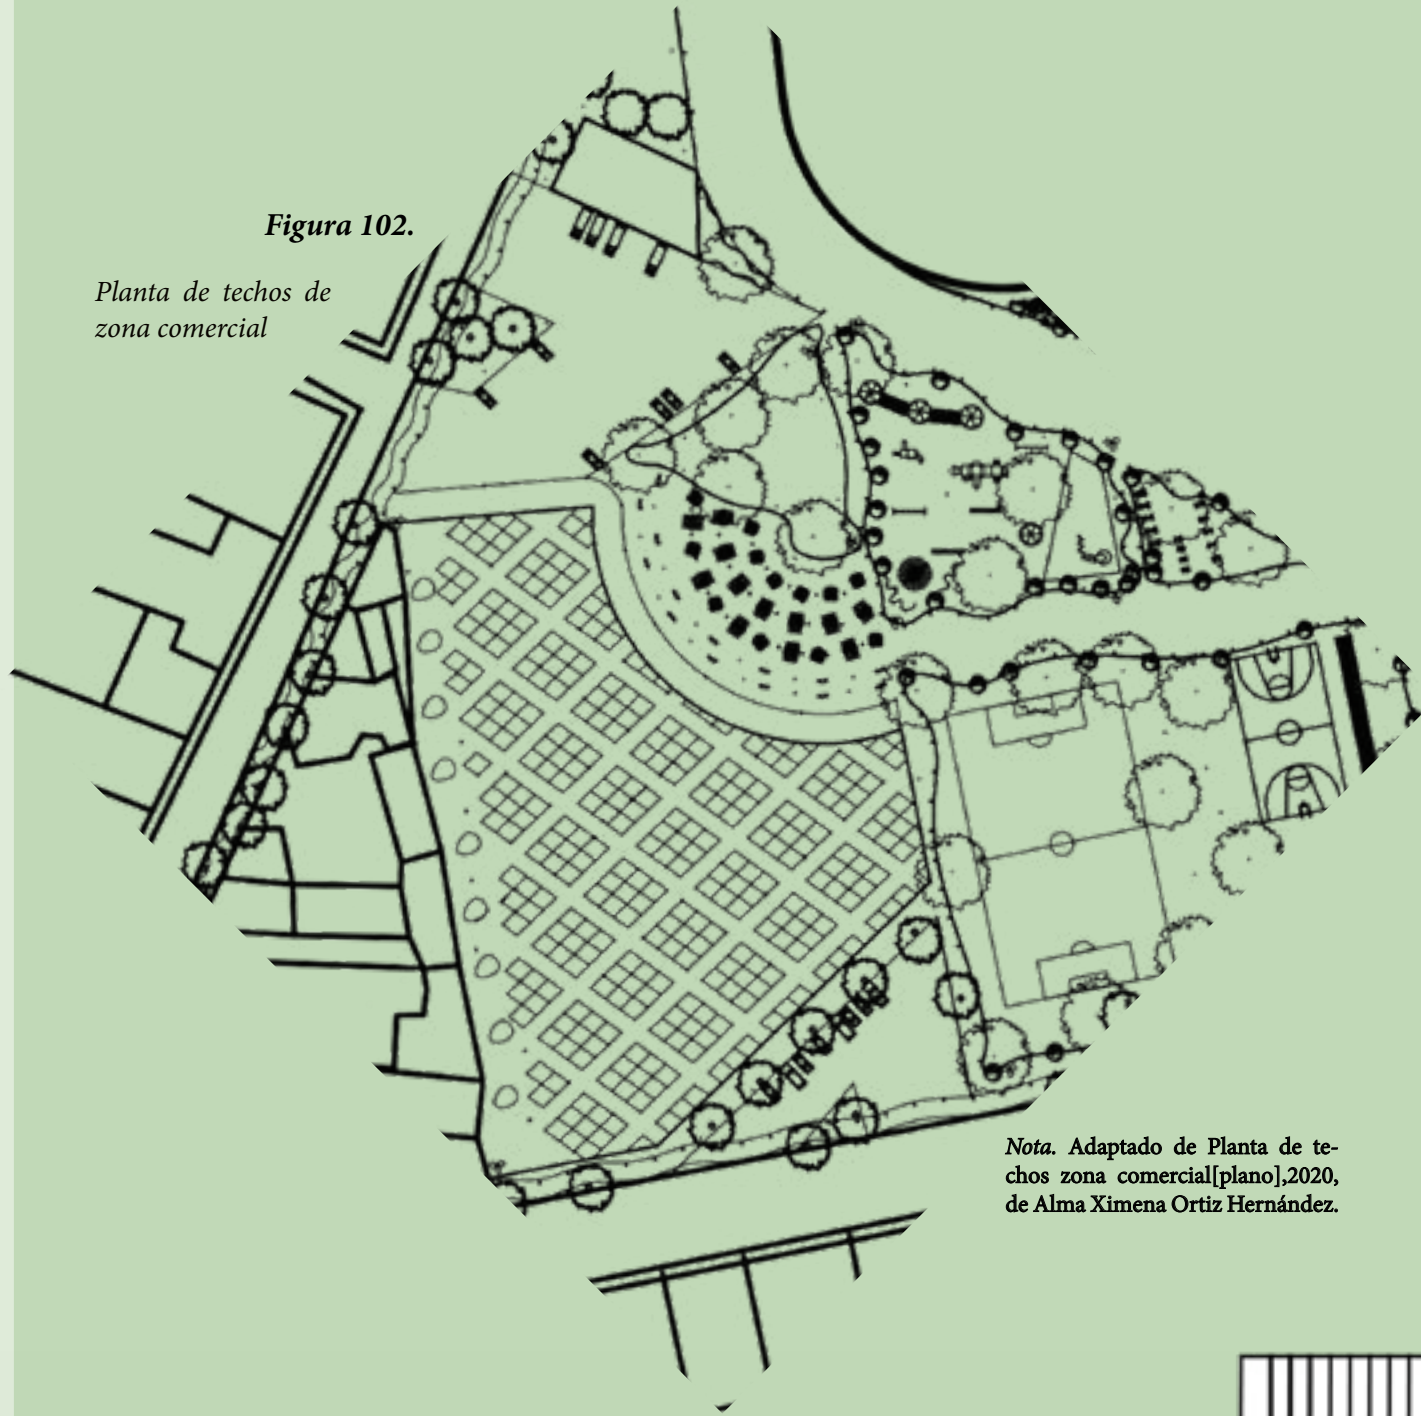 Figura 102.
Planta de techos de
zona comercial
Nota. Adaptado de Planta de te-
chos zona comercial[plano],2020,
de Alma Ximena Ortiz Hernández.